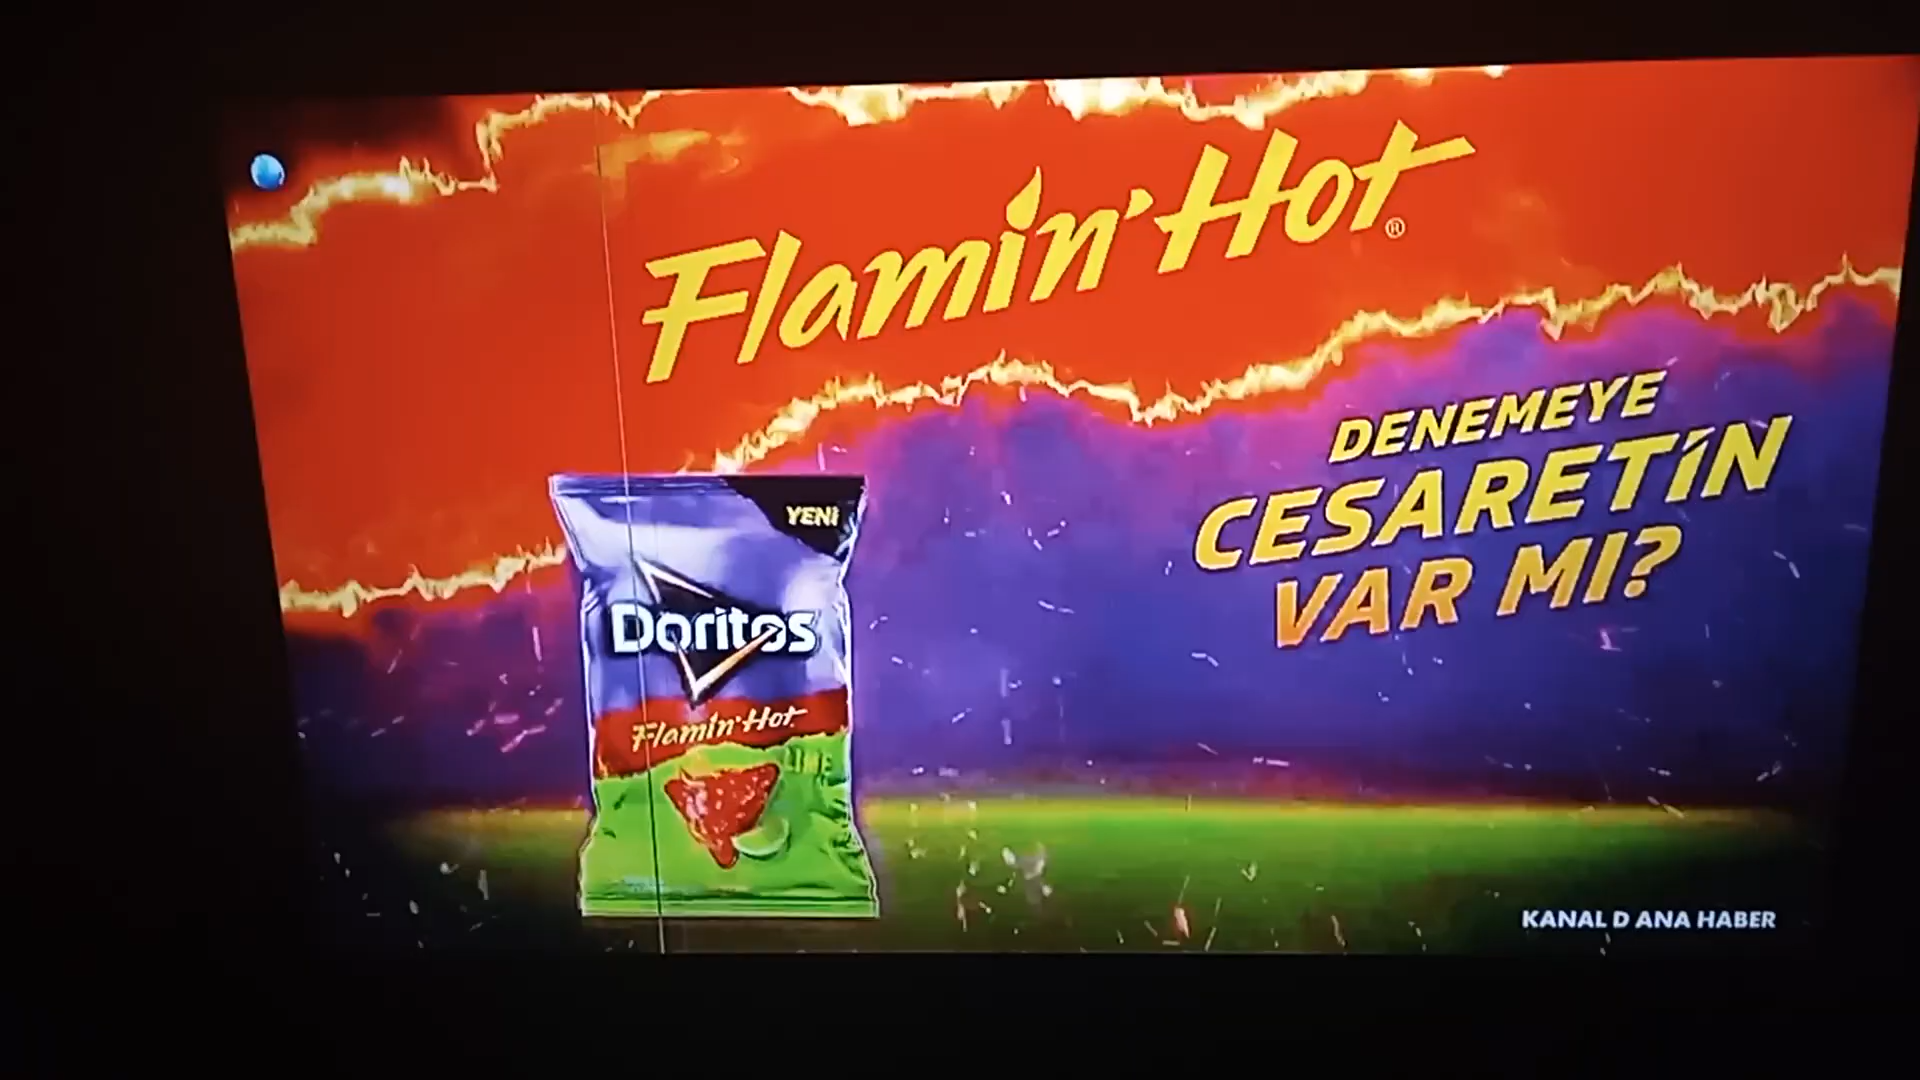 Flamin' Hot®
DENEMEYE
CESARETİN
VAR MI?
YENİ
Doritos
Flamin' Hot
LIME
KANAL D ANA HABER